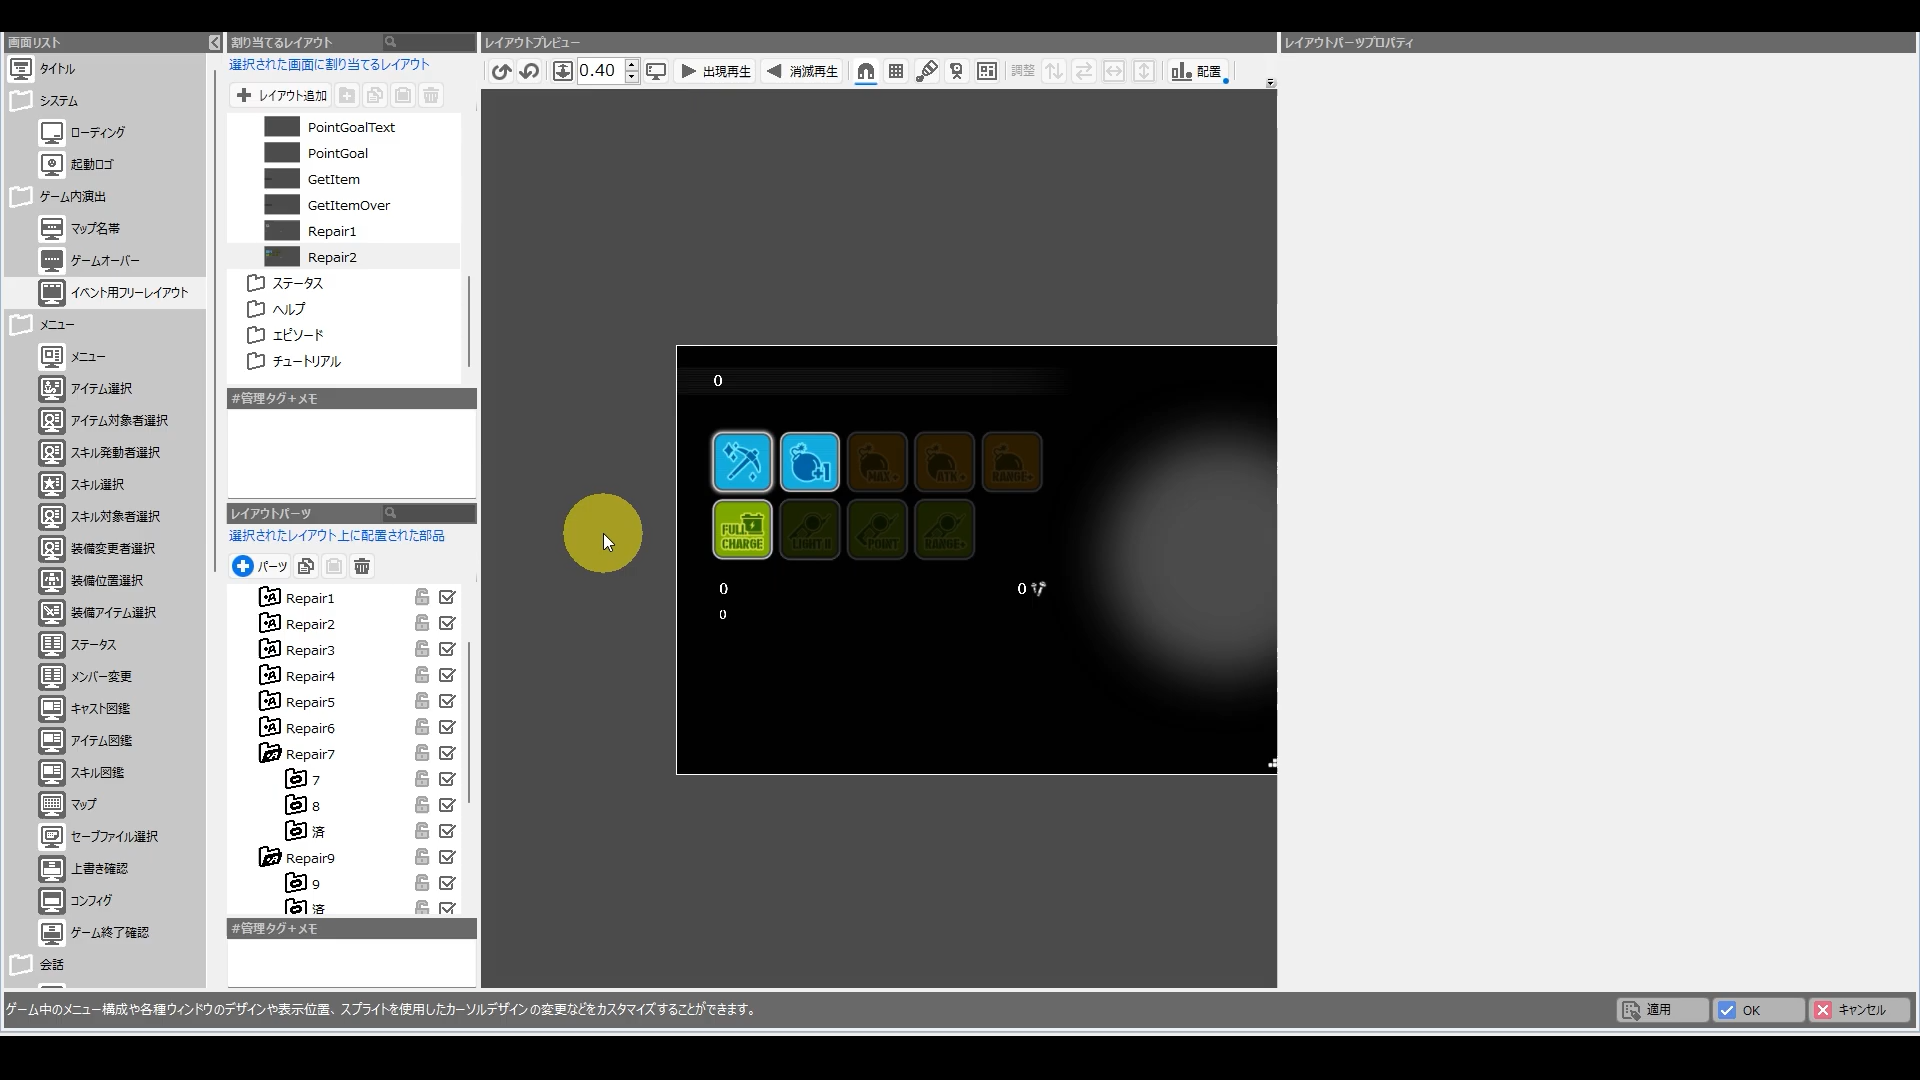 画面リスト
タイトル
システム
ローディング
起動ロゴ
ゲーム内演出
マップ名帯
ゲームオーバー
イベント用フリーレイアウト
メニュー
メニュー
アイテム選択
アイテム対象者選択
スキル発動者選択
スキル選択
スキル対象者選択
装備変更者選択
装備位置選択
装備アイテム選択
ステータス
メンバー変更
キャスト図鑑
アイテム図鑑
スキル図鑑
マップ
セーブファイル選択
上書き確認
コンフィグ
ゲーム終了確認
会話
割り当てるレイアウト
選択された画面に割り当てるレイアウト
レイアウト追加
PointGoalText
PointGoal
GetItem
GetItemOver
Repair1
Repair2
ステータス
ヘルプ
エピソード
チュートリアル
#管理タグ+メモ
レイアウトパーツ
選択されたレイアウト上に配置された部品
パーツ
Repair1
Repair2
Repair3
Repair4
Repair5
Repair6
Repair7
7
8
済
Repair9
9
済
#管理タグ+メモ
レイアウトプレビュー
0.40
出現再生
消滅再生
調整
配置
0
+1
MAX+
ATK+
RANGE+
FULL
CHARGE
LIGHT
POINT
RANGE+
0
0
0
レイアウトパーツプロパティ
ゲーム中のメニュー構成や各種ウィンドウのデザインや表示位置、スプライトを使用したカーソルデザインの変更などをカスタマイズすることができます。
適用
OK
キャンセル